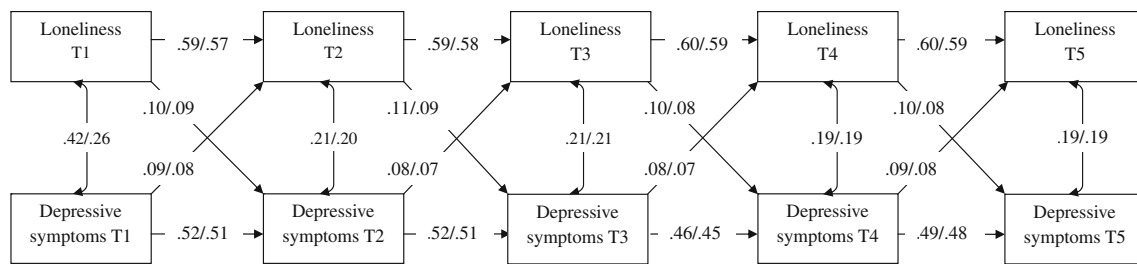 Loneliness
T1
.59/.57
Loneliness
T2
.59/.58
Loneliness
T3
.60/.59
Loneliness
T4
.60/.59
Loneliness
T5
.10/.09
.11/.09
.10/.08
.10/.08
.42/.26
.21/.20
.21/.21
.19/.19
.19/.19
.09/.08
.08/.07
.08/.07
.09/.08
Depressive
symptoms T1
.52/.51
Depressive
symptoms T2
.52/.51
Depressive
symptoms T3
.46/.45
Depressive
symptoms T4
.49/.48
Depressive
symptoms T5